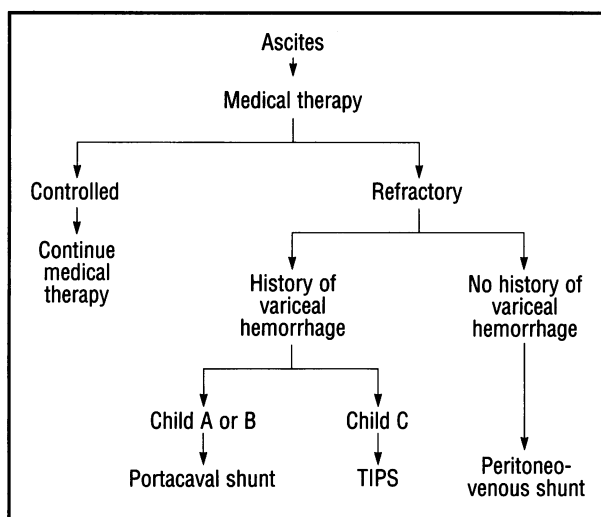 Ascites
Medical therapy
Controlled
Refractory
Continue
medical
therapy
History of
variceal
hemorrhage
No history of
variceal
hemorrhage
Child A or B
Child C
Portacaval shunt
TIPS
Peritoneo-
venous shunt